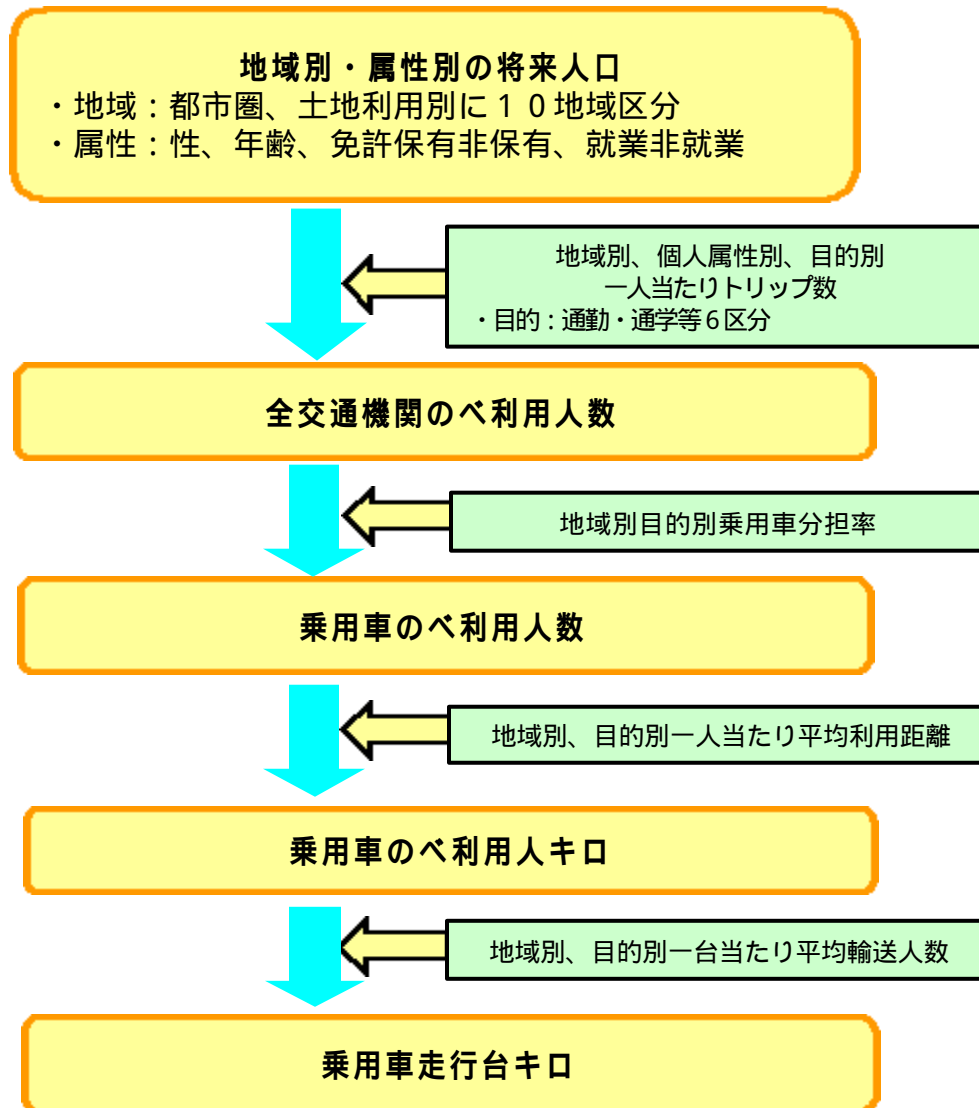 地域別・属性別の将来人口
・地域：都市圏、土地利用別に１０地域区分
・属性：性、年齢、免許保有非保有、就業非就業
地域別、個人属性別、目的別
一人当たりトリップ数
・目的：通勤・通学等６区分
全交通機関のべ利用人数
地域別目的別乗用車分担率
乗用車のべ利用人数
地域別、目的別一人当たり平均利用距離
乗用車のべ利用人キロ
地域別、目的別一台当たり平均輸送人数
乗用車走行台キロ